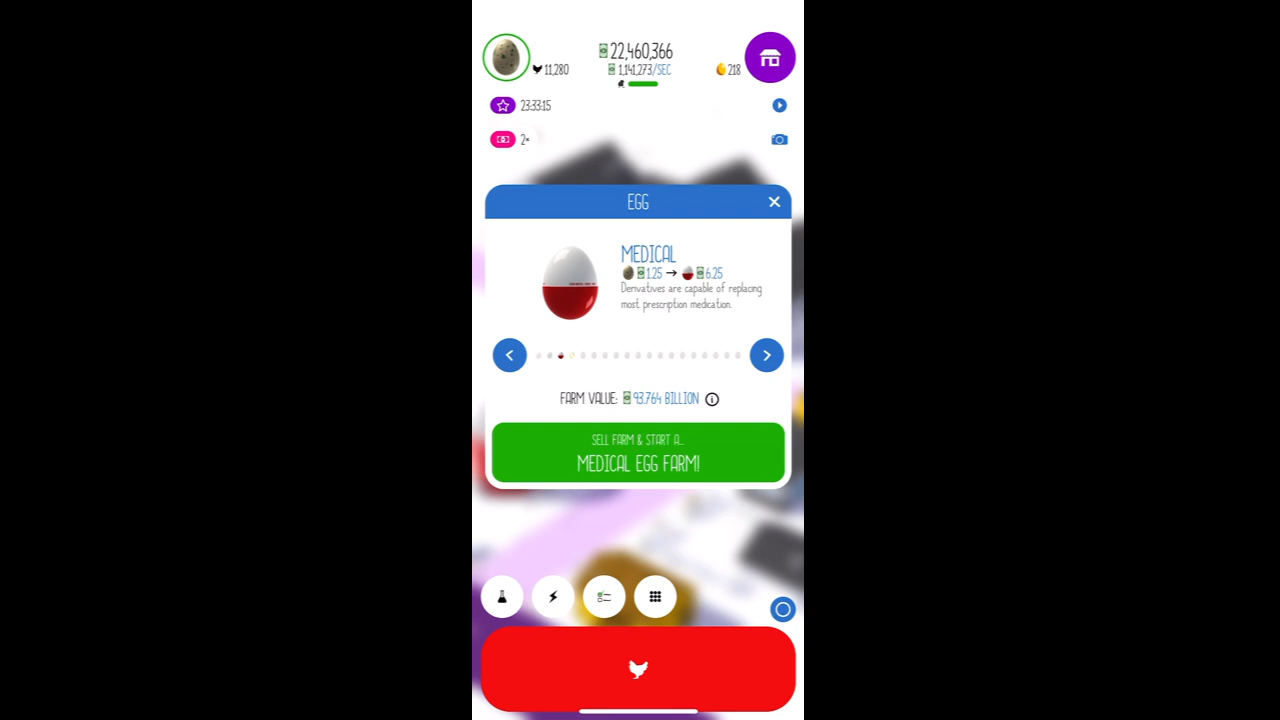 22,460,366
11,280
1,141,273/SEC
218
23:33:15
2×
EGG
MEDICAL
1.25 → 6.25
Derivatives are capable of replacing
most prescription medication.
FARM VALUE: 93.764 BILLION
SELL FARM & START A...
MEDICAL EGG FARM!